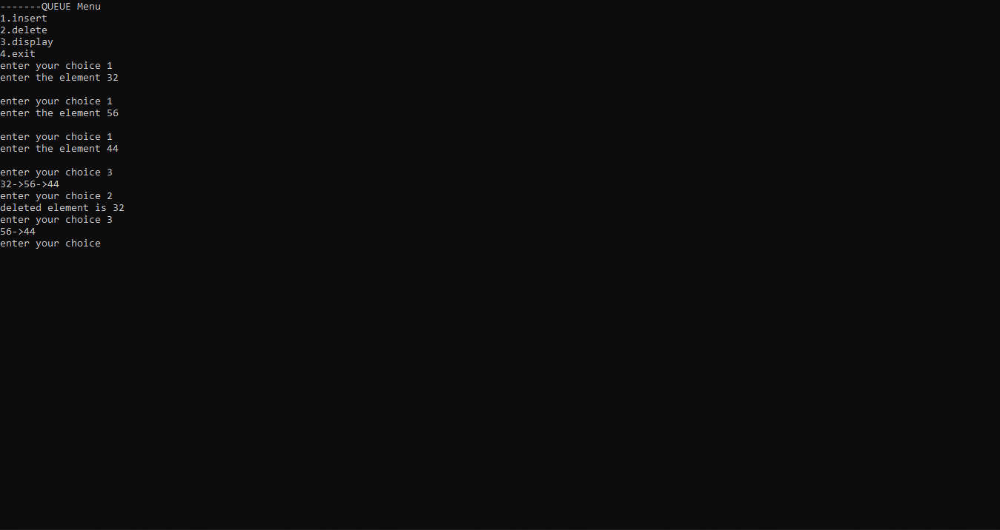 -------QUEUE Menu
1.insert
2.delete
3.display
4.exit
enter your choice 1
enter the element 32
enter your choice 1
enter the element 56
enter your choice 1
enter the element 44
enter your choice 3
32->56->44
enter your choice 2
deleted element is 32
enter your choice 3
56->44
enter your choice